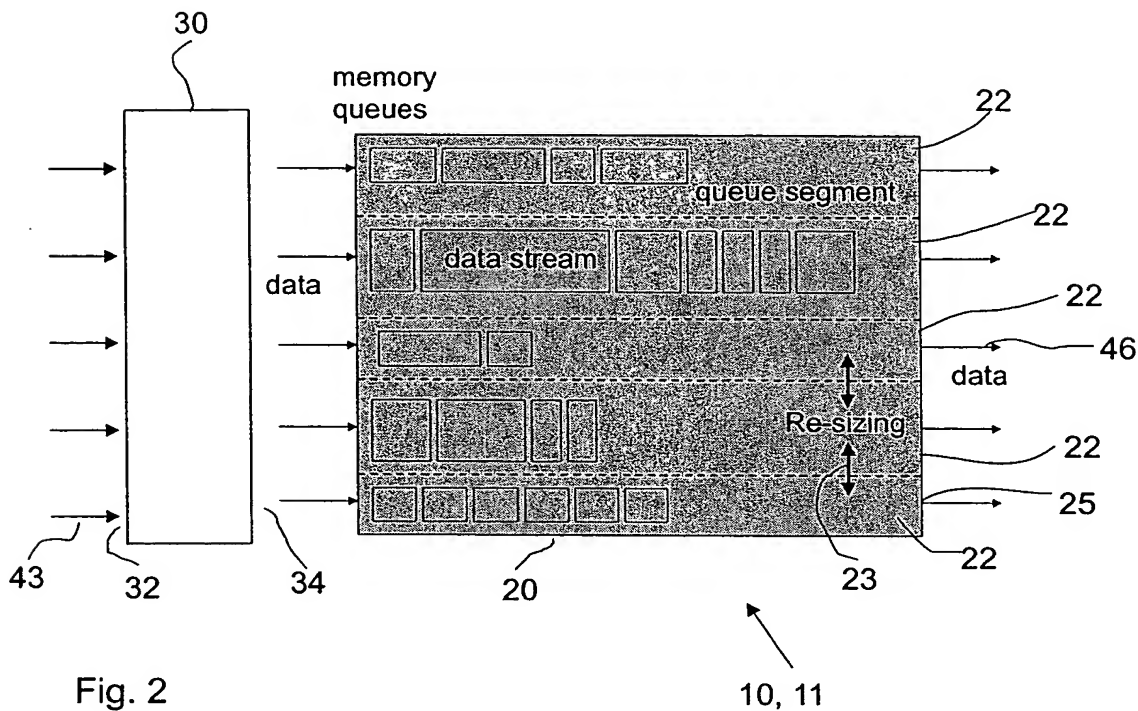 30
memory
queues
22
queue segment
22
data stream
data
22
46
data
Re-sizing
22
25
43
32
34
20
23
22
Fig. 2
10, 11